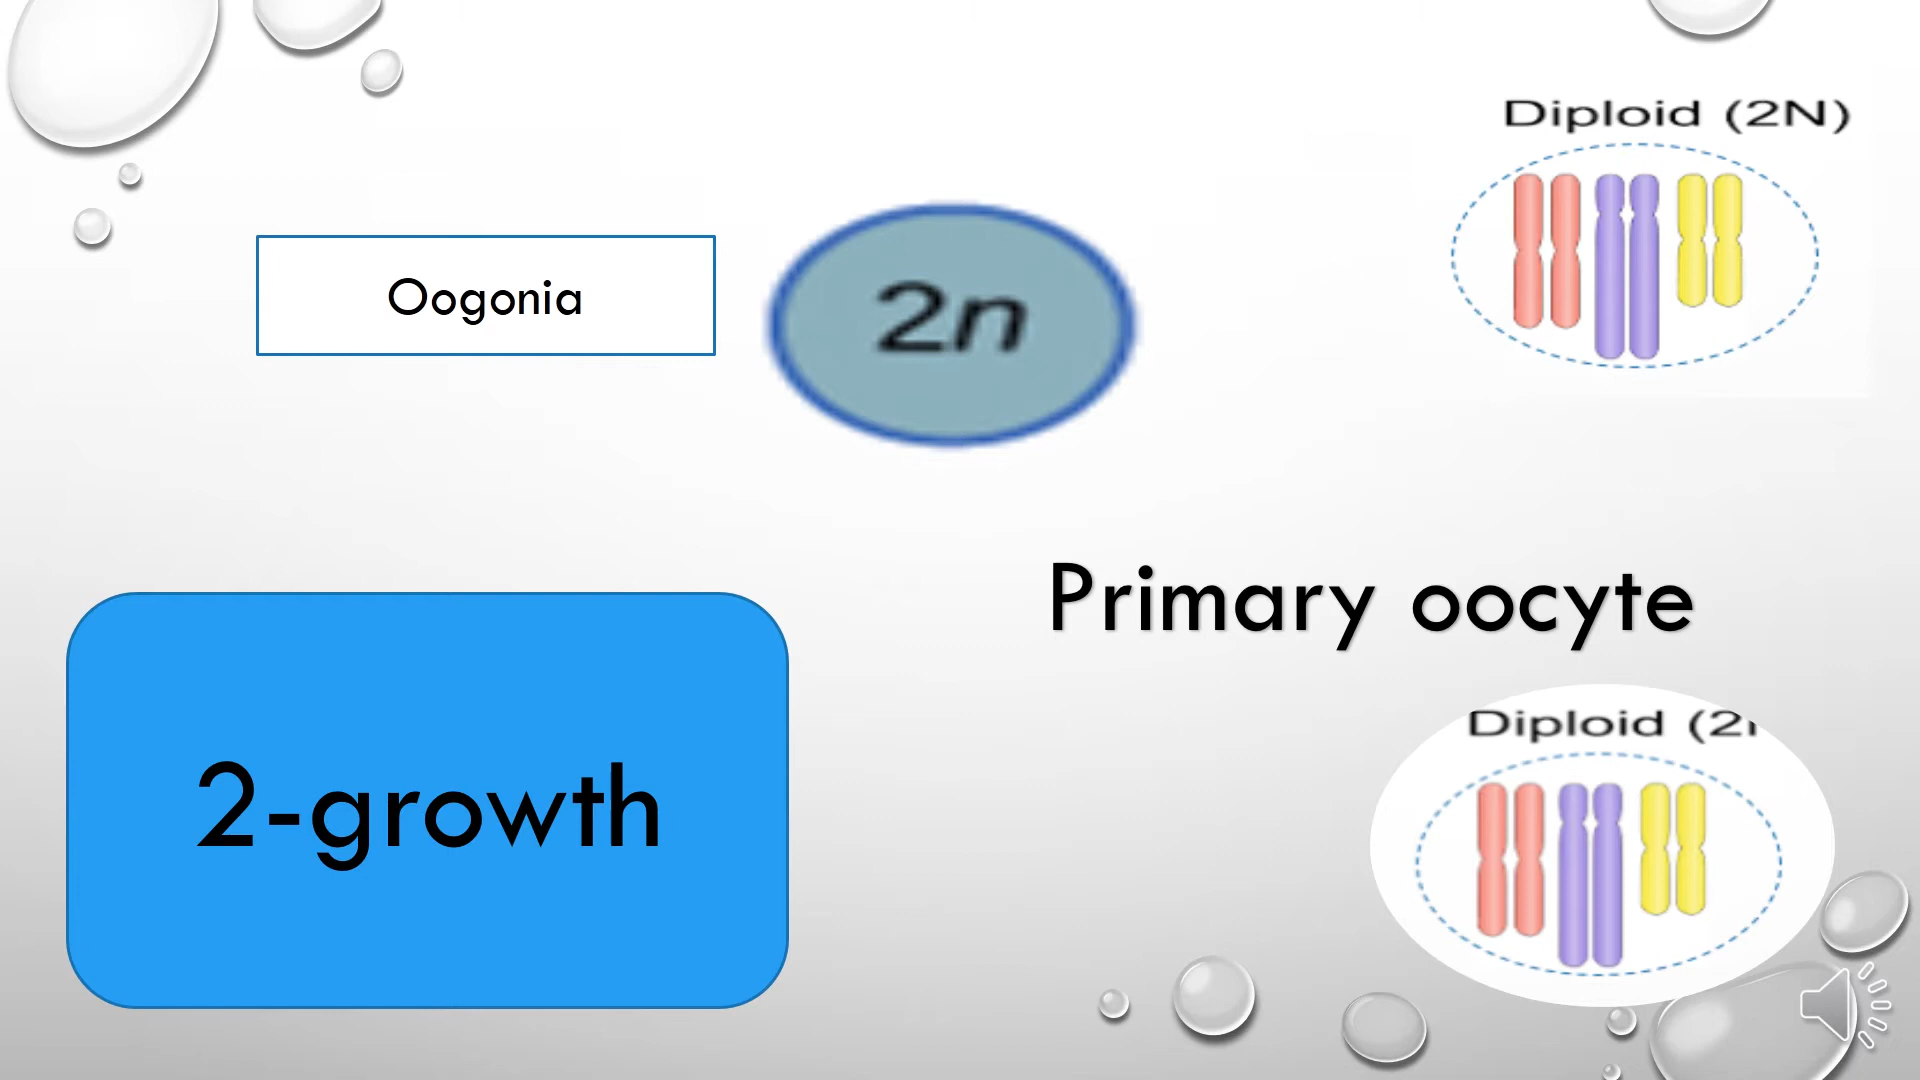 Diploid (2N)
Oogonia
2n
Primary oocyte
Diploid (2
2-growth